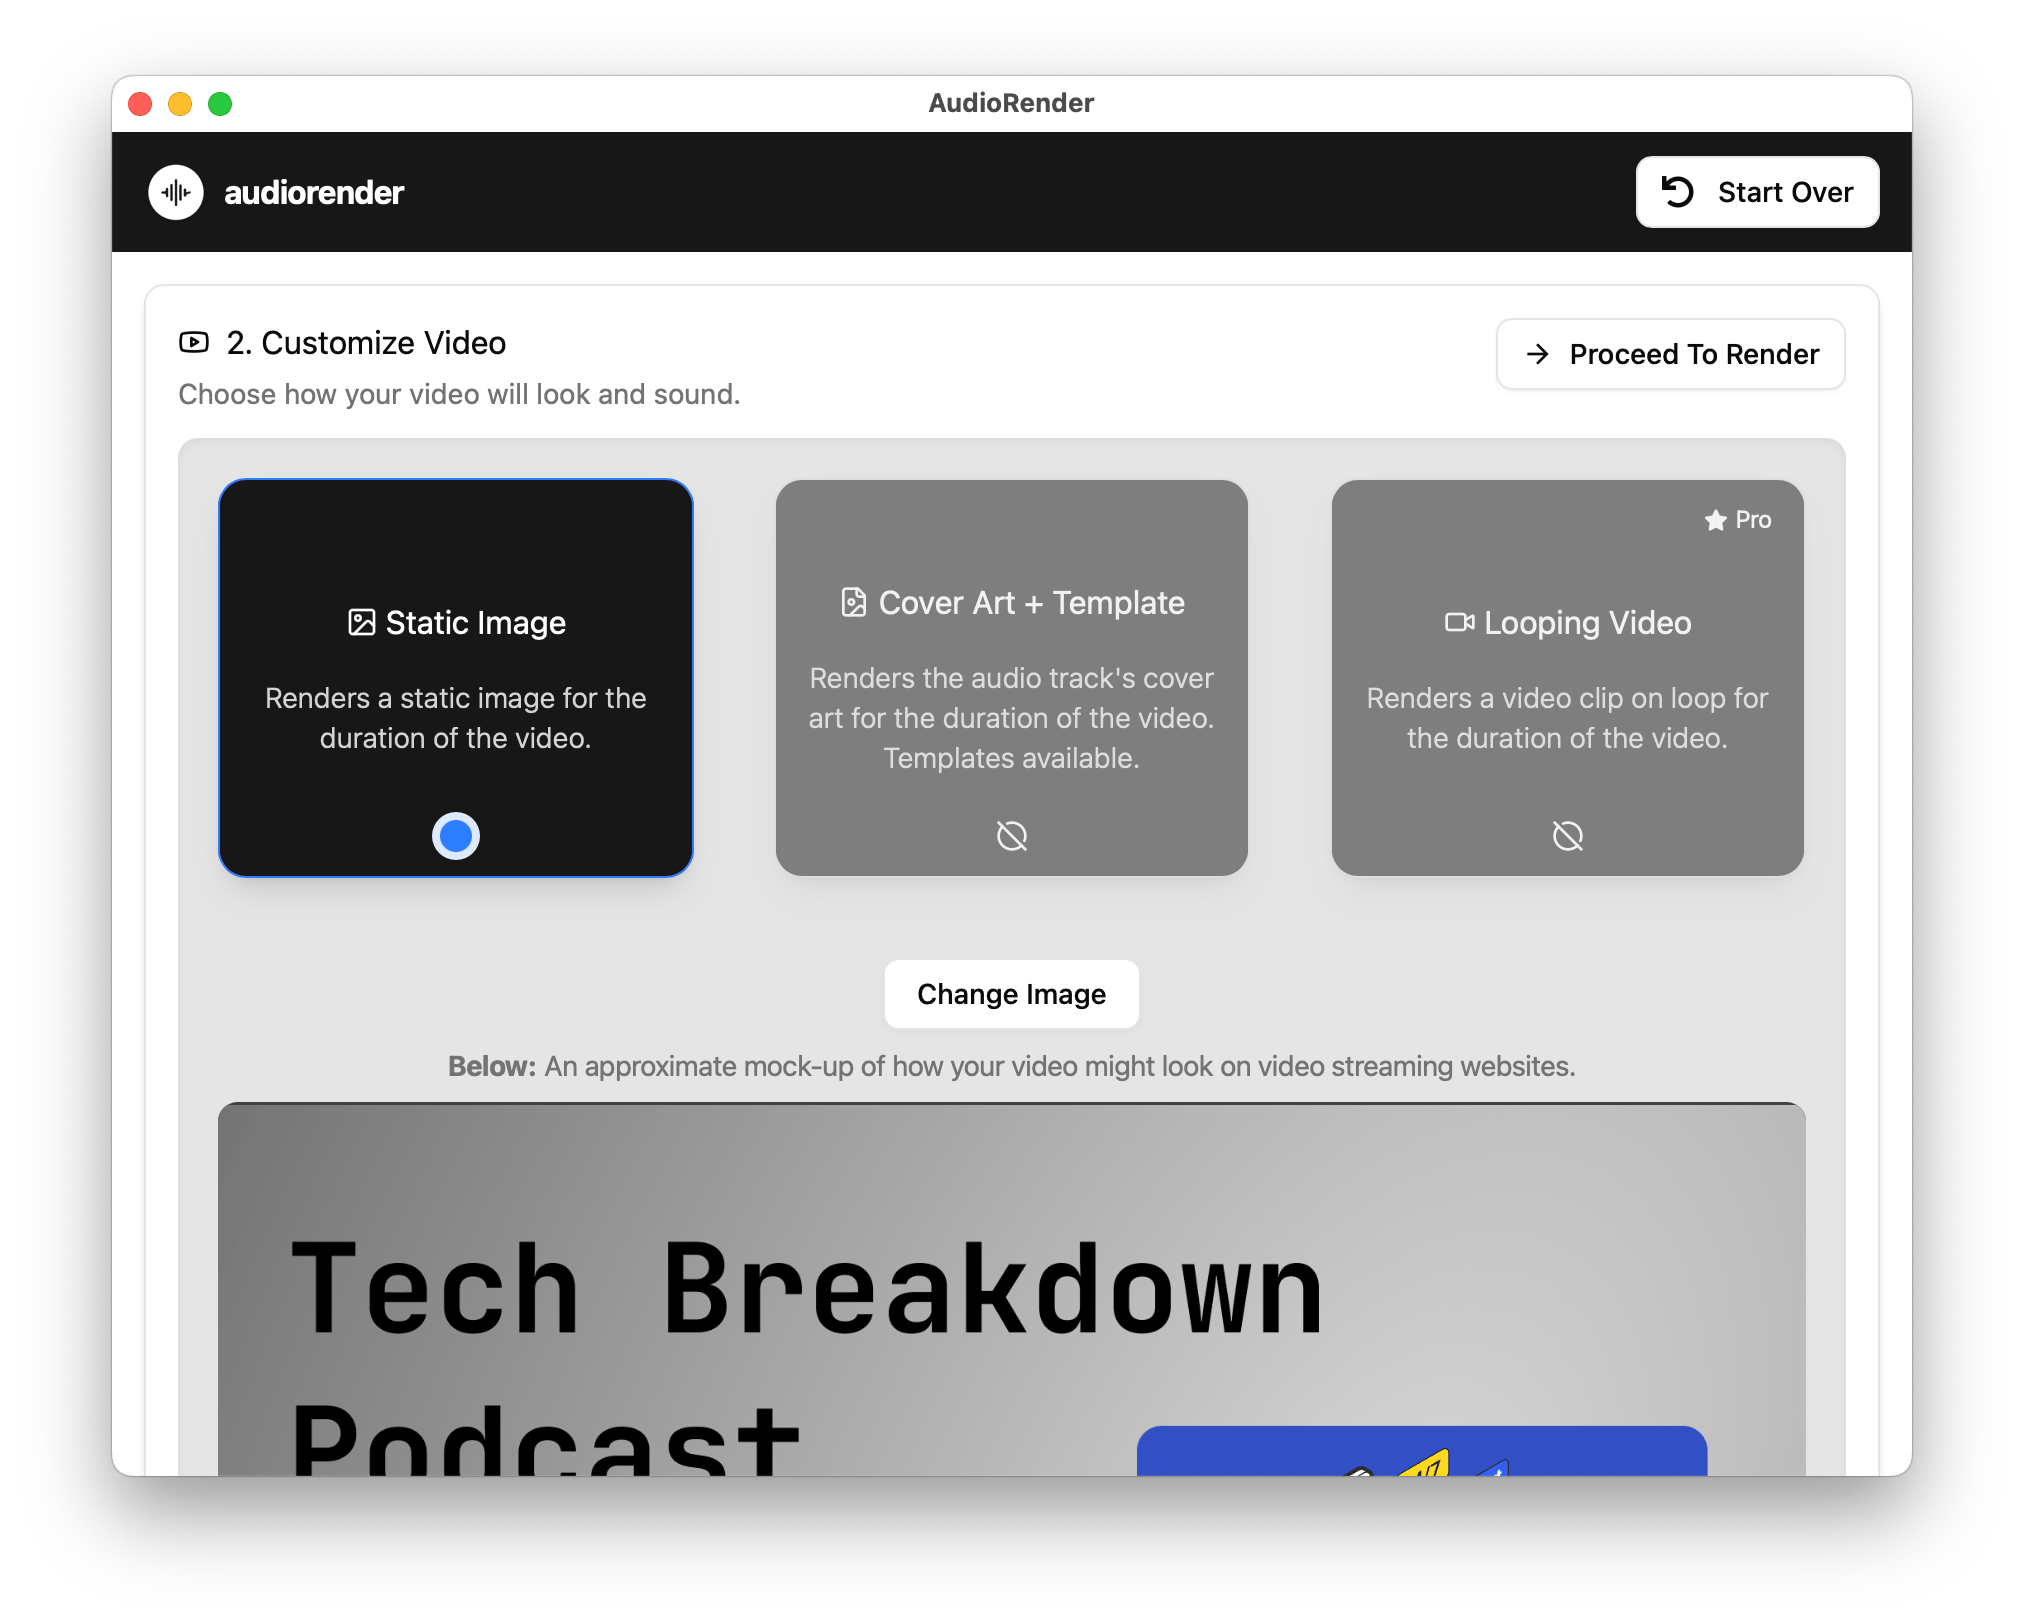 AudioRender
audiorender
Start Over
2. Customize Video
Choose how your video will look and sound.
Proceed To Render
Static Image
Renders a static image for the
duration of the video.
Cover Art + Template
Renders the audio track's cover
art for the duration of the video.
Templates available.
Pro
Looping Video
Renders a video clip on loop for
the duration of the video.
Change Image
Below: An approximate mock-up of how your video might look on video streaming websites.
Tech Breakdown
Podcast